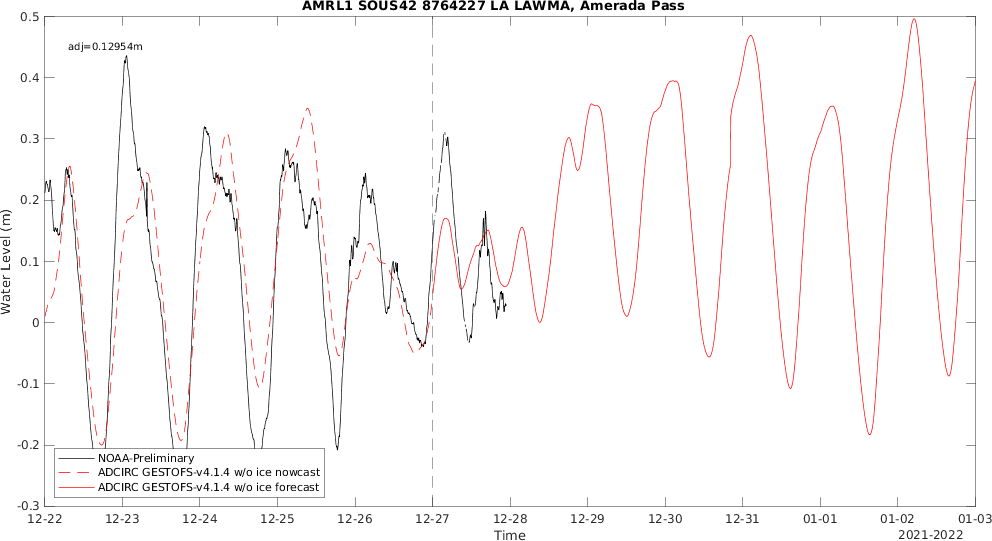 AMRL1 SOUS42 8764227 LA LAWMA, Amerada Pass
adj=0.12954m
Water Level (m)
0.5
0.4
0.3
0.2
0.1
0
-0.1
-0.2
-0.3
NOAA-Preliminary
ADCIRC GESTOFS-v4.1.4 w/o ice nowcast
ADCIRC GESTOFS-v4.1.4 w/o ice forecast
12-22 12-23 12-24 12-25 12-26 12-27 12-28 12-29 12-30 12-31 01-01 01-02 01-03
Time
2021-2022